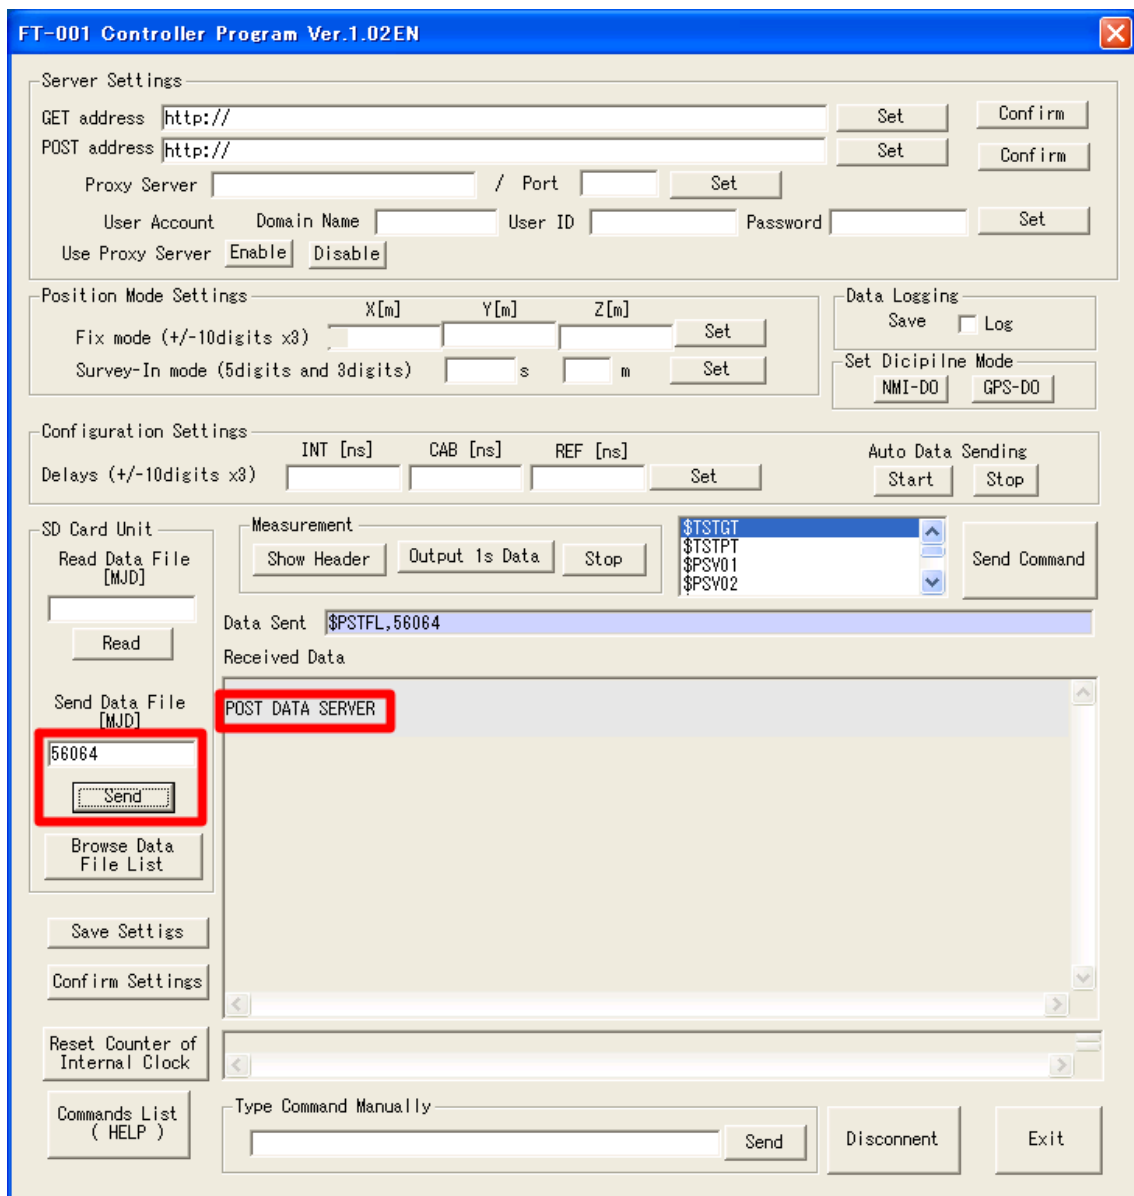 FT-001 Controller Program Ver.1.02EN
Server Settings
GET address http:// Set Confirm
POST address http:// Set Confirm
Proxy Server / Port Set
User Account Domain Name User ID Password Set
Use Proxy Server Enable Disable
Position Mode Settings
X[m] Y[m] Z[m]
Fix mode (+/-10digits x3) Set
Survey-In mode (5digits and 3digits) s m Set
Data Logging
Save Log
Set Dicipilne Mode
NMI-DO GPS-DO
Configuration Settings
INT [ns] CAB [ns] REF [ns]
Delays (+/-10digits x3) Set
Auto Data Sending
Start Stop
SD Card Unit
Read Data File
[MJD]
Read
Send Data File
[MJD]
56064
Send
Browse Data
File List
Measurement
Show Header Output 1s Data Stop
$TSTGT
$TSTPT
$PSV01
$PSV02
Send Command
Data Sent $PSTFL,56064
Received Data
POST DATA SERVER
Save Settigs
Confirm Settings
Reset Counter of
Internal Clock
Commands List
( HELP )
Type Command Manually
Send
Disconnent
Exit